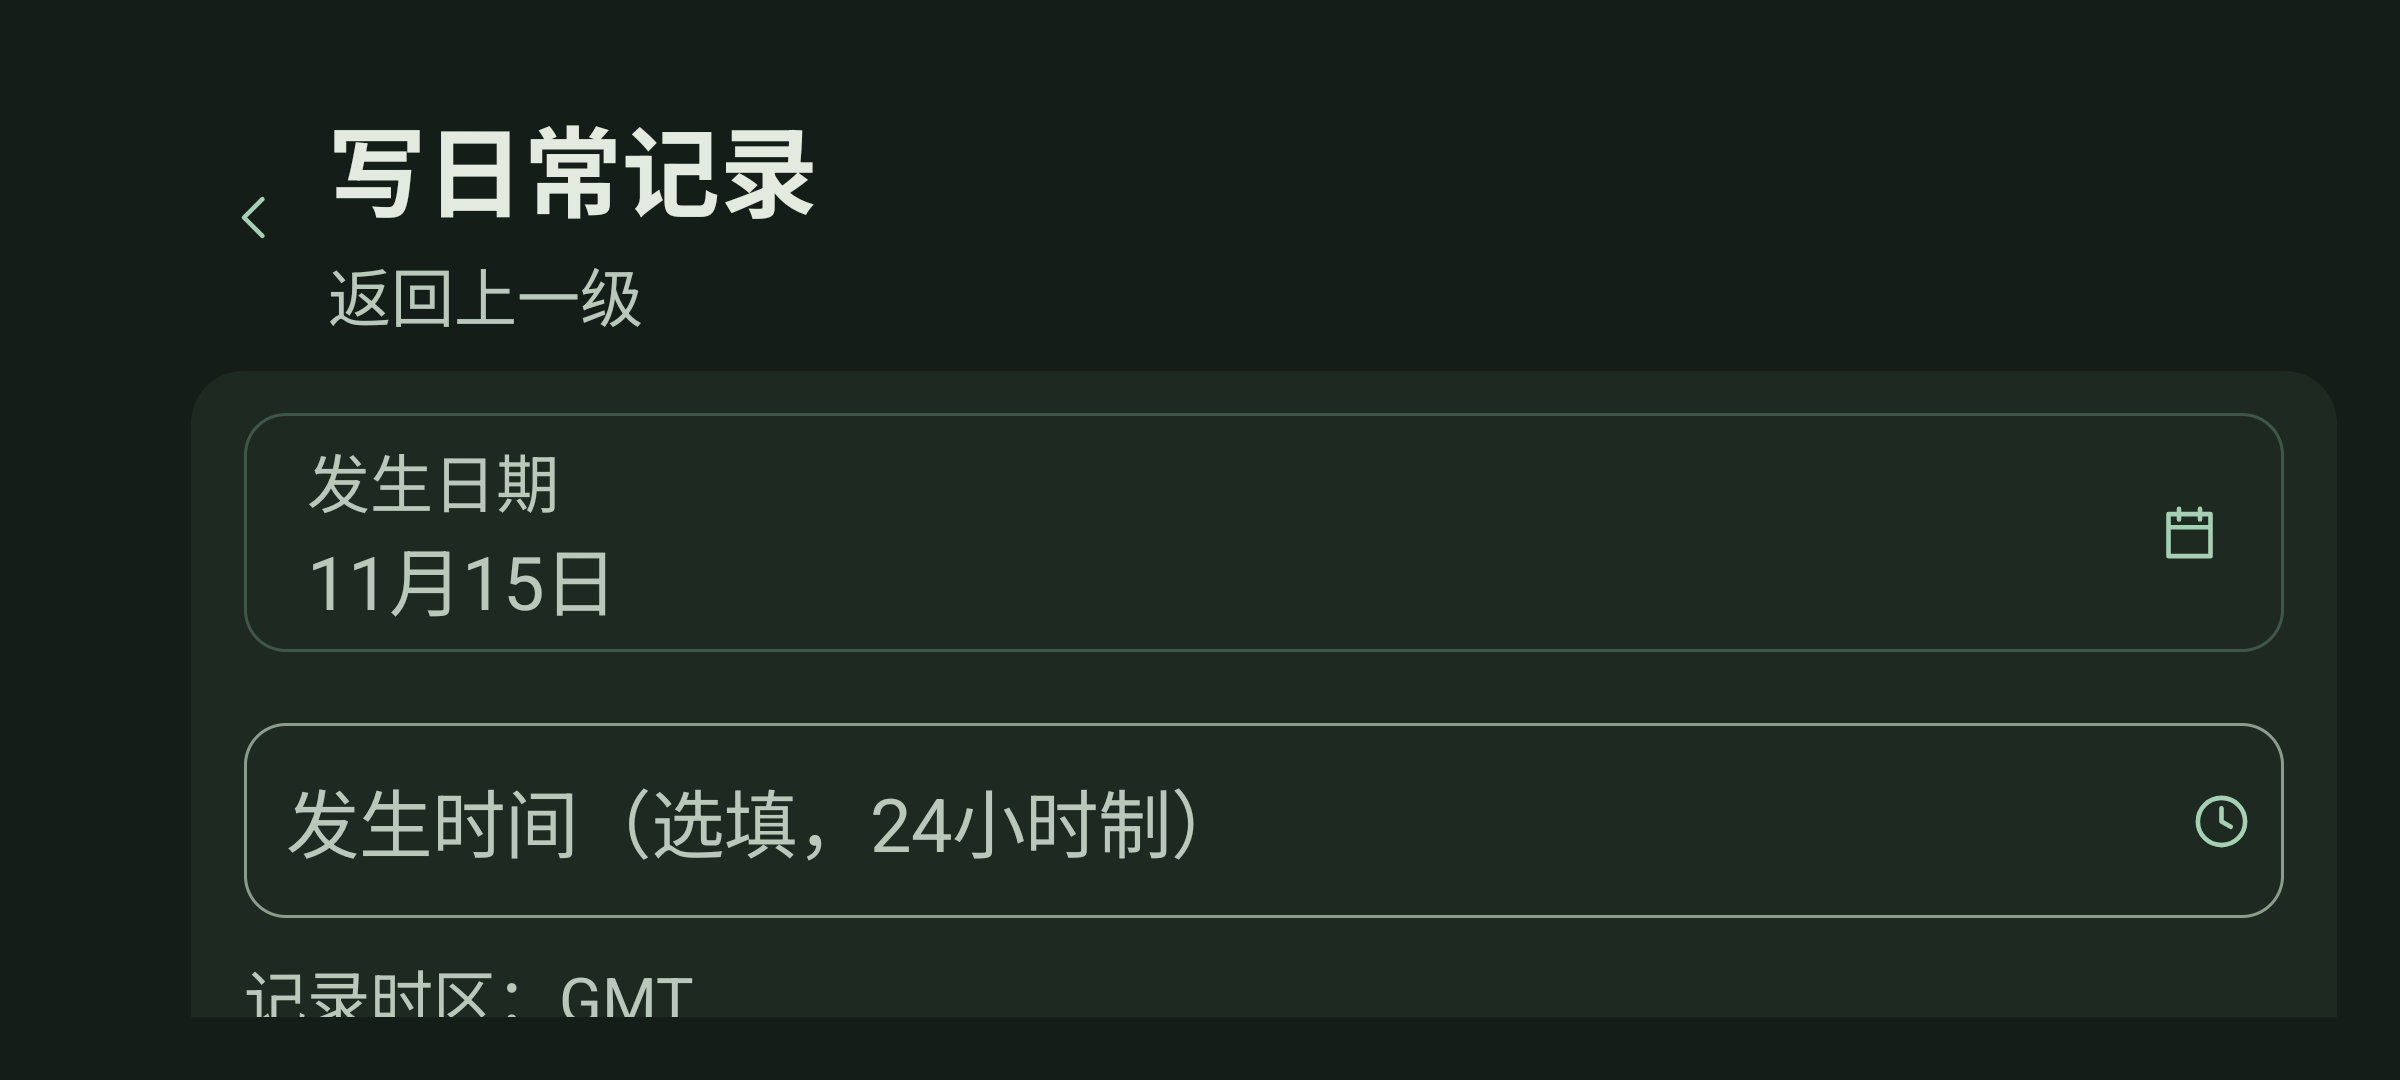 写日常记录
返回上一级
发生日期
11月15日
发生时间（选填，24小时制）
记录时区：GMT